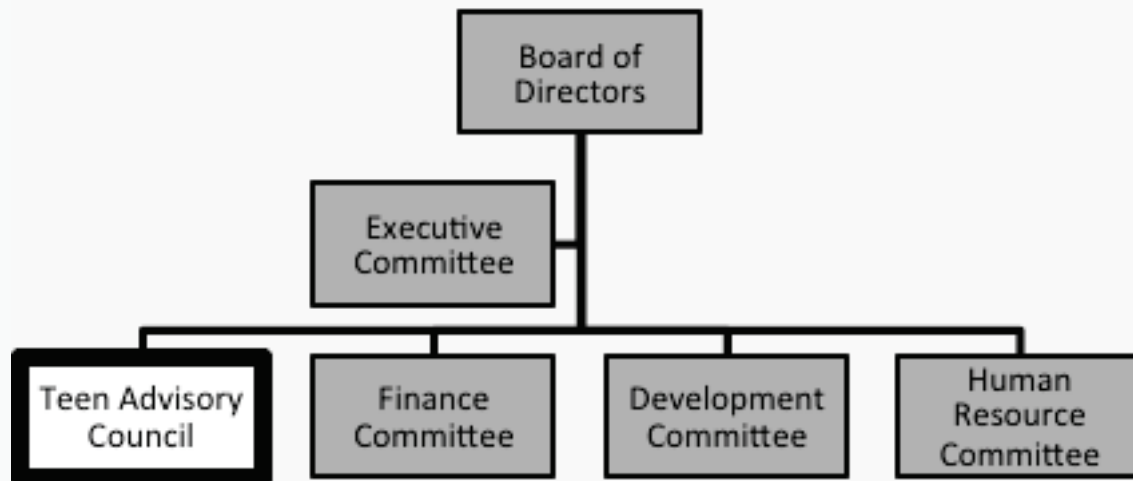 Board of
Directors
Executive
Committee
Teen Advisory
Council
Finance
Committee
Development
Committee
Human
Resource
Committee